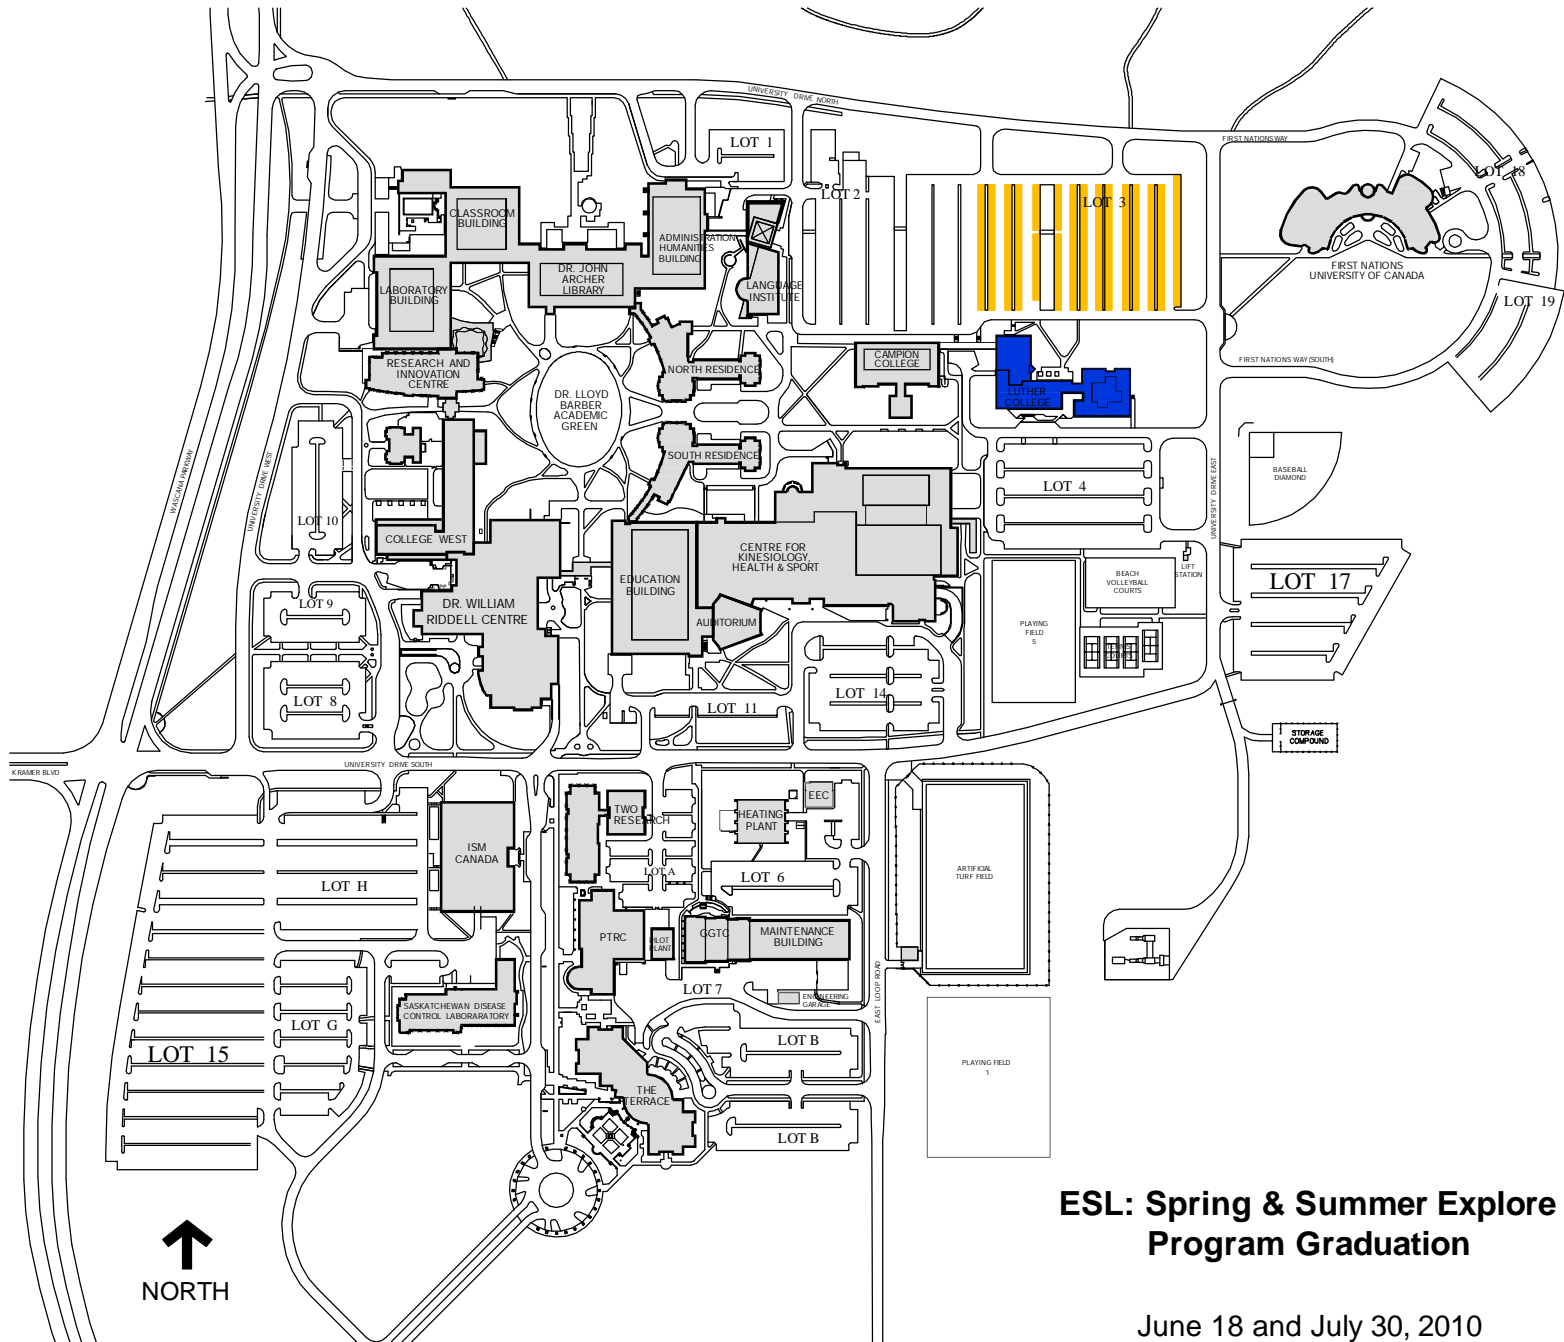 UNIVERSITY DRIVE NORTH
FIRST NATIONS WAY
LOT 1
LOT 18
LOT 2
LOT 3
CLASSROOM
BUILDING
ADMINISTRATION
HUMANITIES
BUILDING
DR. JOHN
ARCHER
LIBRARY
LABORATORY
BUILDING
LANGUAGE
INSTITUTE
FIRST NATIONS
UNIVERSITY OF CANADA
LOT 19
RESEARCH AND
INNOVATION
CENTRE
NORTH RESIDENCE
CAMPION
COLLEGE
FIRST NATIONS WAY (SOUTH)
DR. LLOYD
BARBER
ACADEMIC
GREEN
LUTHER
COLLEGE
WASCANA PARKWAY
UNIVERSITY DRIVE WEST
SOUTH RESIDENCE
LOT 4
UNIVERSITY DRIVE EAST
BASEBALL
DIAMOND
LOT 10
COLLEGE WEST
CENTRE FOR
KINESIOLOGY,
HEALTH & SPORT
LIFT
STATION
BEACH
VOLLEYBALL
COURTS
LOT 17
EDUCATION
BUILDING
LOT 9
DR. WILLIAM
RIDDELL CENTRE
AUDITORIUM
PLAYING
FIELD
5
TENNIS
COURTS
LOT 8
LOT 14
LOT 11
STORAGE
COMPOUND
KRAMER BLVD
UNIVERSITY DRIVE SOUTH
EEC
TWO
RESEARCH
HEATING
PLANT
ISM
CANADA
LOT H
LOT A
LOT 6
ARTIFICIAL
TURF FIELD
PTRC
PILOT
PLANT
GGTC
MAINTENANCE
BUILDING
LOT 7
ENGINEERING
GARAGE
EAST LOOP ROAD
SASKATCHEWAN DISEASE
CONTROL LABORARATORY
LOT G
LOT 15
LOT B
PLAYING FIELD
1
THE
TERRACE
LOT B
ESL: Spring & Summer Explore
Program Graduation
NORTH
June 18 and July 30, 2010